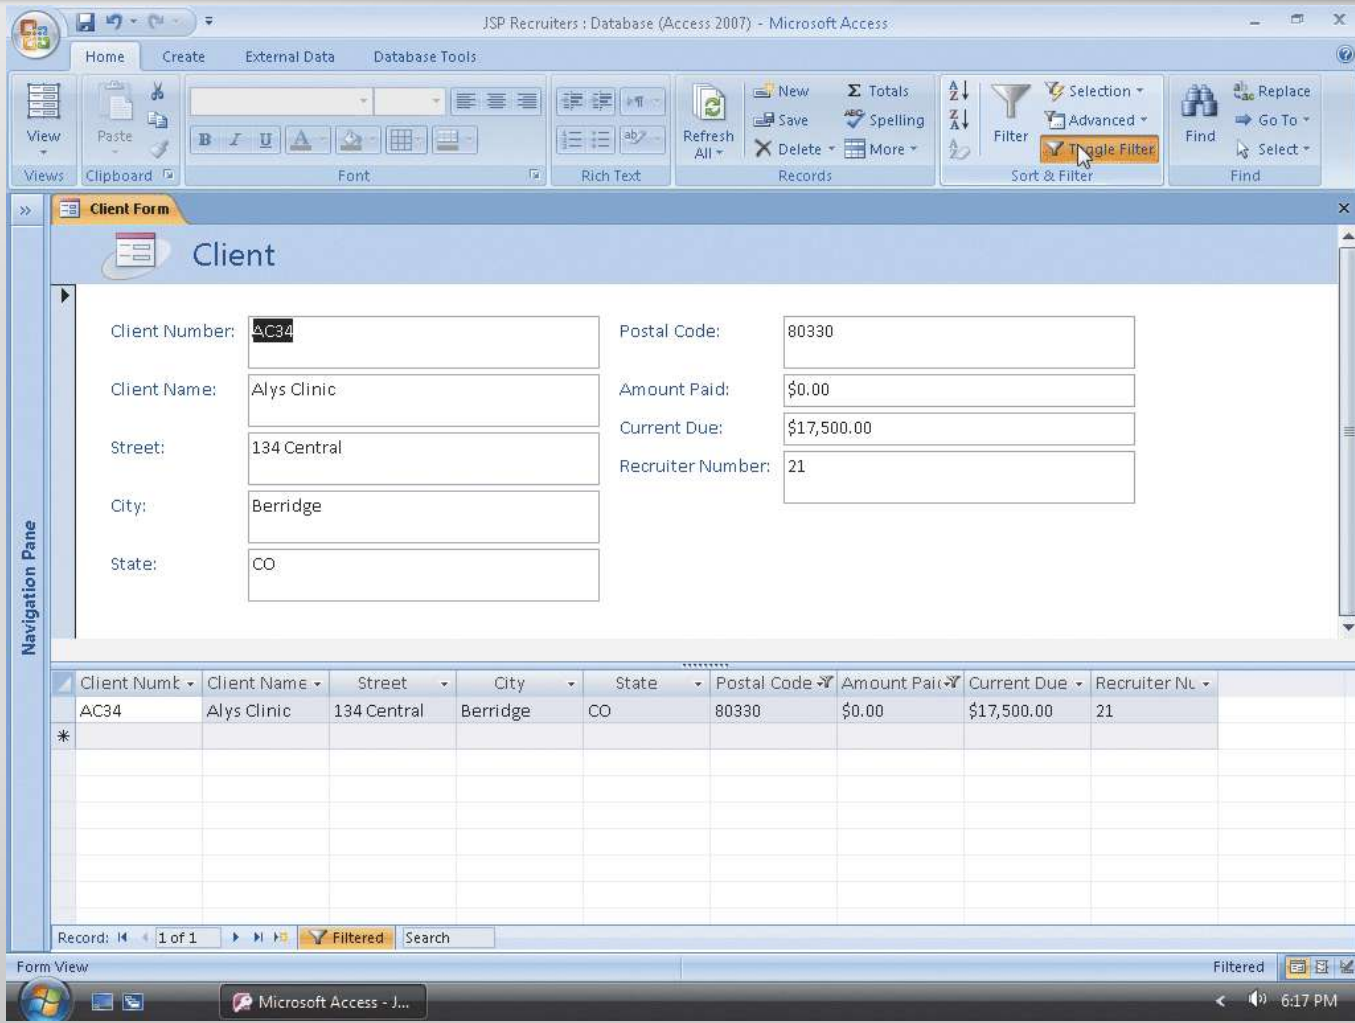 JSP Recruiters : Database (Access 2007) - Microsoft Access
Home Create External Data Database Tools
View
Paste
B I U A
Refresh All
New
Save
Delete
Σ Totals
Spelling
More
Filter
Selection
Advanced
Toggle Filter
Find
Replace
Go To
Select
Views Clipboard Font Rich Text Records Sort & Filter Find
Client Form
Client
Navigation Pane
Client Number: AC34
Client Name: Alys Clinic
Street: 134 Central
City: Berridge
State: CO
Postal Code: 80330
Amount Paid: $0.00
Current Due: $17,500.00
Recruiter Number: 21
Client Numb Client Name Street City State Postal Code Amount Paid Current Due Recruiter Nu
AC34 Alys Clinic 134 Central Berridge CO 80330 $0.00 $17,500.00 21
Record: 1 of 1 Filtered Search
Form View Filtered
Microsoft Access - J... 6:17 PM